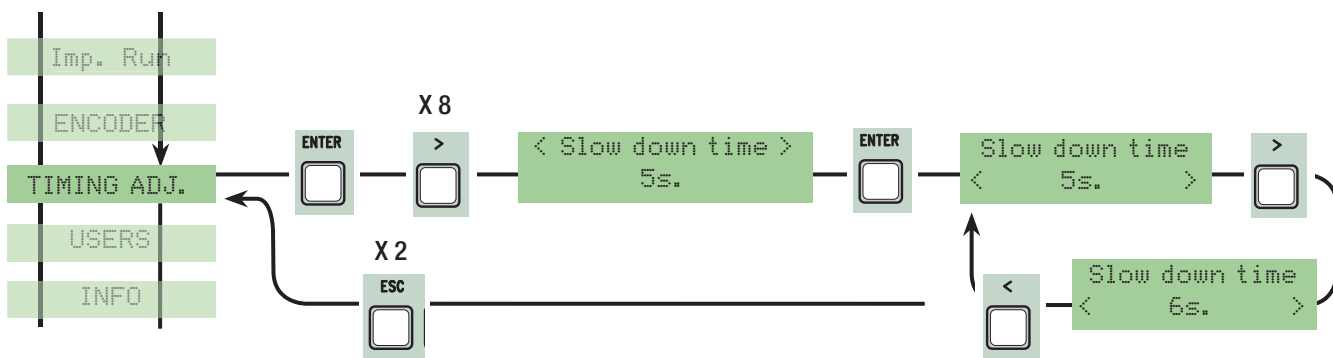 Imp. Run
ENCODER
TIMING ADJ.
USERS
INFO
ENTER
X 8
>
< Slow down time >
5s.
ENTER
Slow down time
< 5s. >
>
Slow down time
< 6s. >
<
X 2
ESC